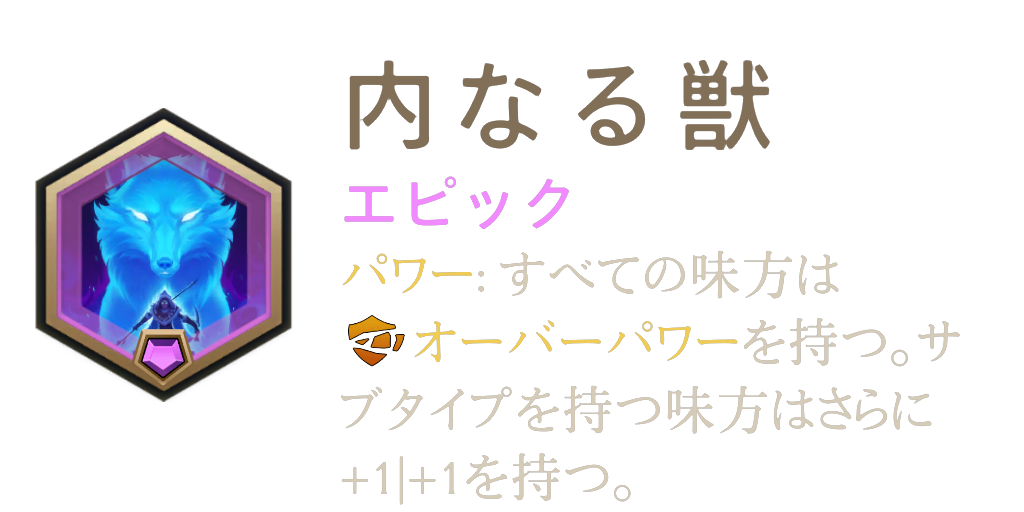 内なる獣
エピック
パワー: すべての味方は
オーバーパワーを持つ。サ
ブタイプを持つ味方はさらに
+1|+1を持つ。